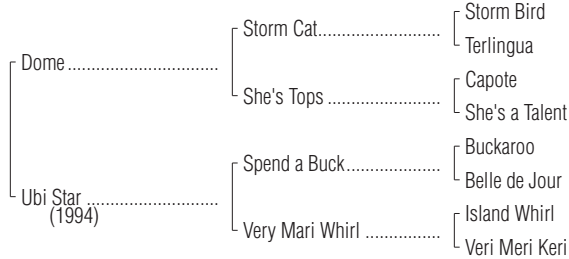 Storm Bird
Storm Cat
Terlingua
Dome
Capote
She's Tops
She's a Talent
Buckaroo
Spend a Buck
Belle de Jour
Ubi Star
(1994)
Island Whirl
Very Mari Whirl
Veri Meri Keri